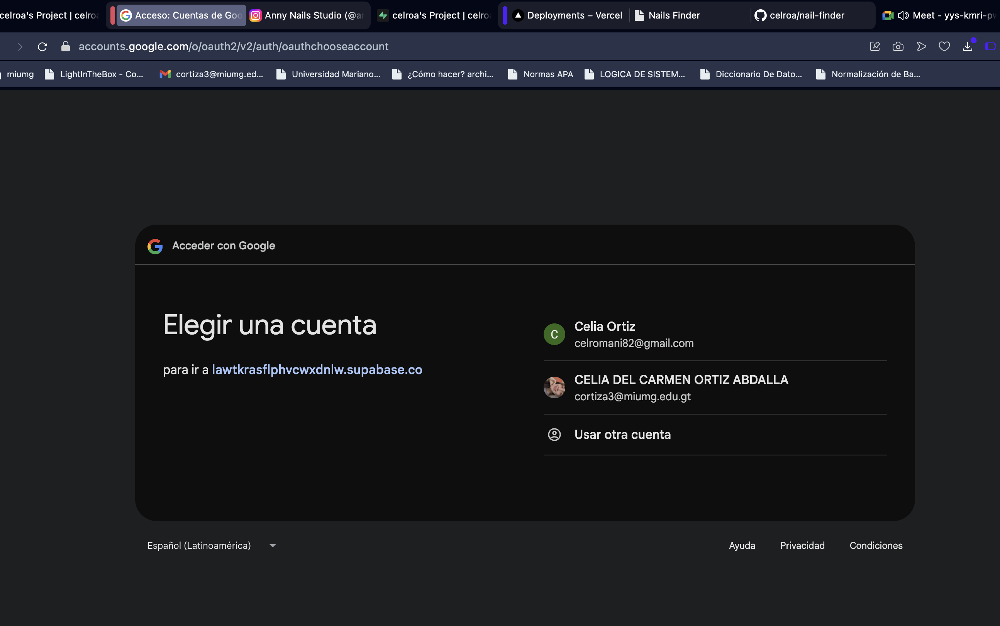 celroa's Project | celroa
Acceso: Cuentas de Goo
Anny Nails Studio (@an
celroa's Project | celroa
Deployments – Vercel
Nails Finder
celroa/nail-finder
Meet - yys-kmri-pw
accounts.google.com/o/oauth2/v2/auth/oauthchooseaccount
miumg
LightInTheBox - Co...
cortiza3@miumg.ed...
Universidad Mariano...
¿Cómo hacer? archi...
Normas APA
LOGICA DE SISTEM...
Diccionario De Dato...
Normalización de Ba...
Acceder con Google
Elegir una cuenta
para ir a lawtkrasflphvcwxdnlw.supabase.co
C
Celia Ortiz
celromani82@gmail.com
CELIA DEL CARMEN ORTIZ ABDALLA
cortiza3@miumg.edu.gt
Usar otra cuenta
Español (Latinoamérica)
Ayuda
Privacidad
Condiciones